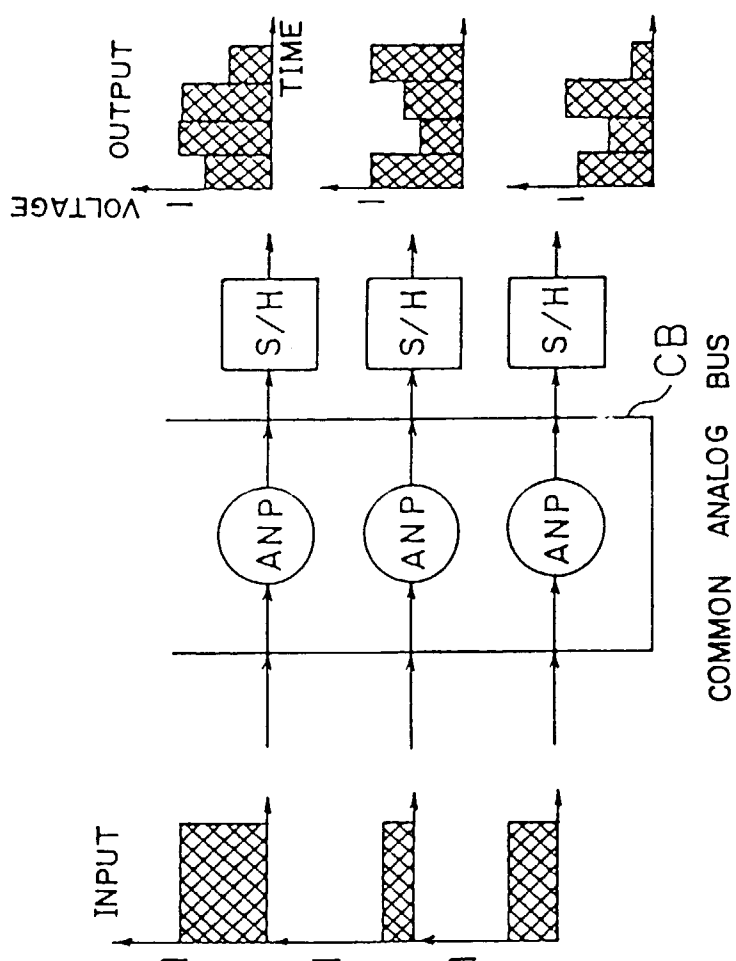 INPUT
OUTPUT
VOLTAGE
TIME
ANP
S/H
ANP
S/H
ANP
S/H
CB
COMMON ANALOG BUS